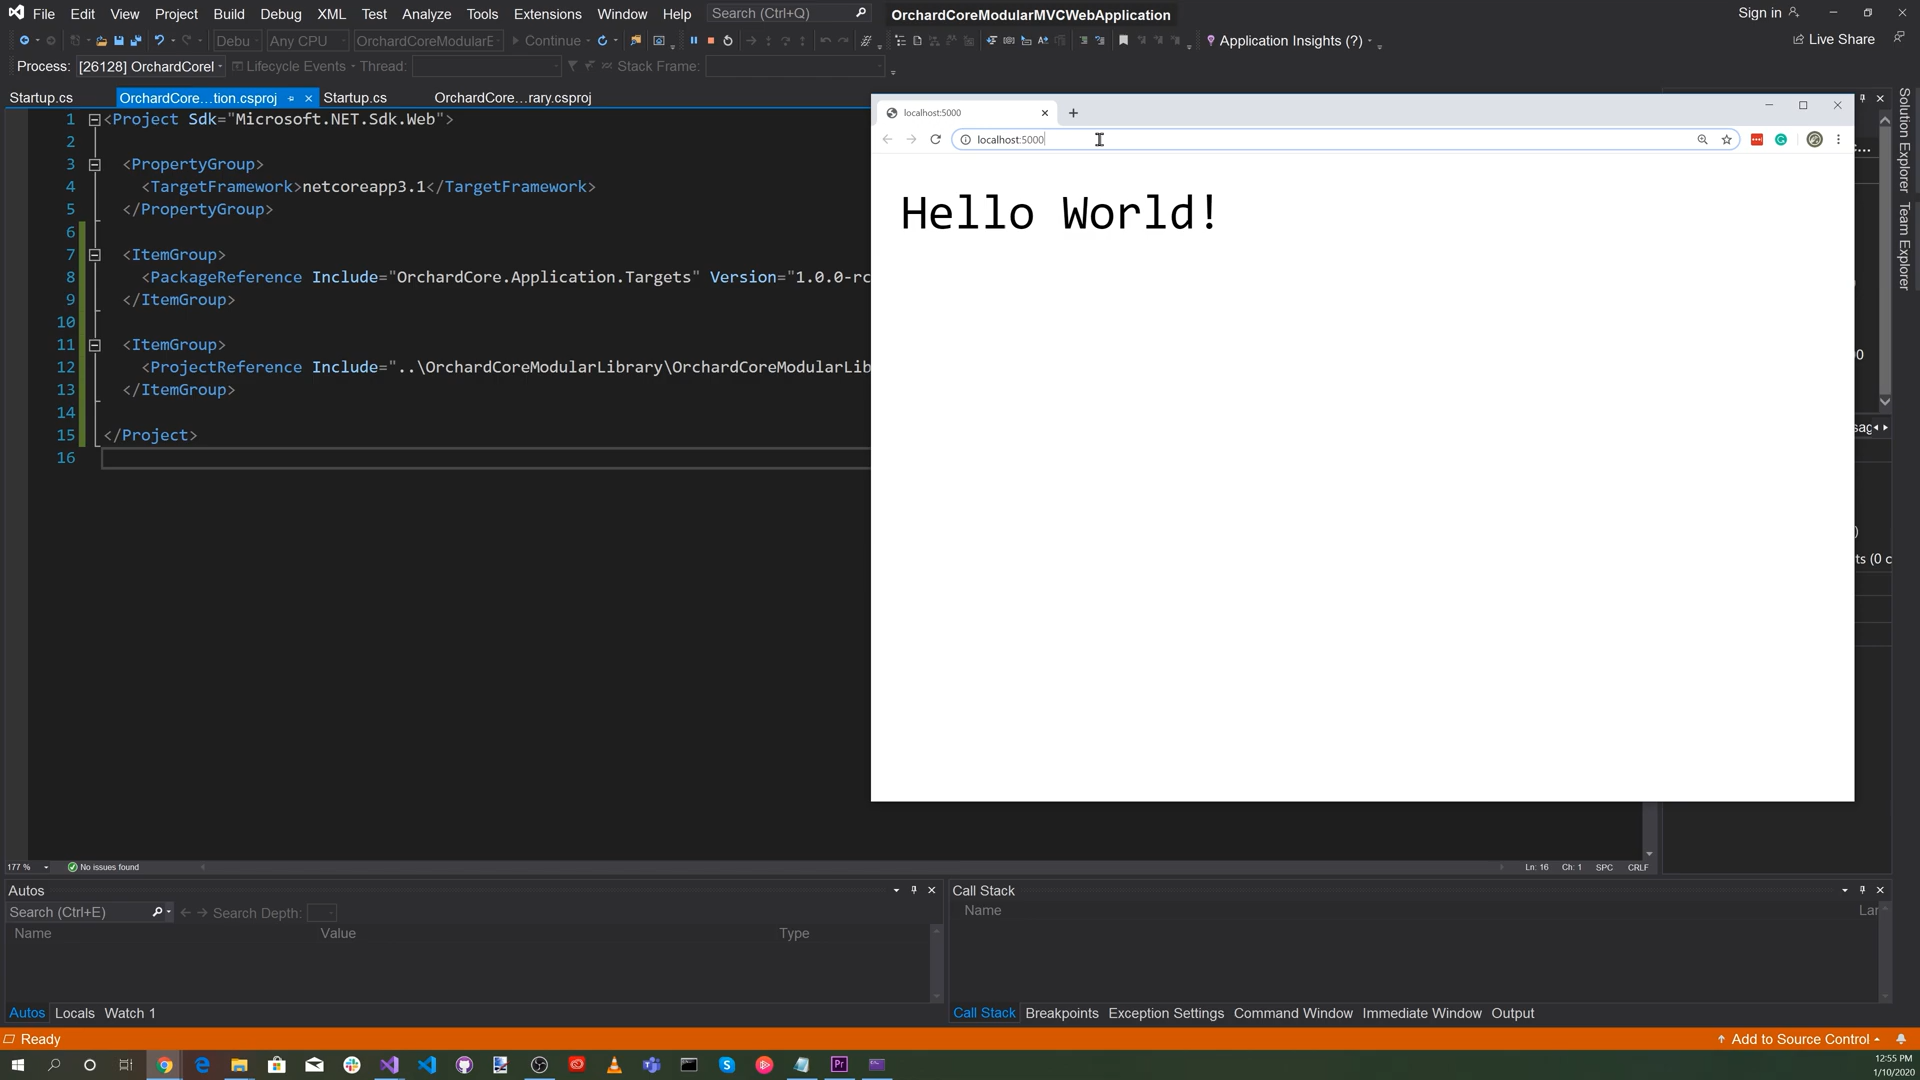 File Edit View Project Build Debug XML Test Analyze Tools Extensions Window Help Search (Ctrl+Q) OrchardCoreModularMVCWebApplication Sign in
Debu Any CPU OrchardCoreModularE Continue Application Insights (?) Live Share
Process: [26128] OrchardCorel Lifecycle Events Thread: Stack Frame:
Startup.cs OrchardCore...tion.csproj Startup.cs OrchardCore...rary.csproj
1 <Project Sdk="Microsoft.NET.Sdk.Web">
2
3 <PropertyGroup>
4 <TargetFramework>netcoreapp3.1</TargetFramework>
5 </PropertyGroup>
6
7 <ItemGroup>
8 <PackageReference Include="OrchardCore.Application.Targets" Version="1.0.0-rc
9 </ItemGroup>
10
11 <ItemGroup>
12 <ProjectReference Include="..\OrchardCoreModularLibrary\OrchardCoreModularLib
13 </ItemGroup>
14
15 </Project>
16
localhost:5000
localhost:5000
Hello World!
Solution Explorer
Team Explorer
ts (0 c
177 % No issues found Ln: 16 Ch: 1 SPC CRLF
Autos
Search (Ctrl+E) Search Depth:
Name Value Type
Autos Locals Watch 1
Call Stack
Name Lar
Call Stack Breakpoints Exception Settings Command Window Immediate Window Output
Ready Add to Source Control
12:55 PM
1/10/2020